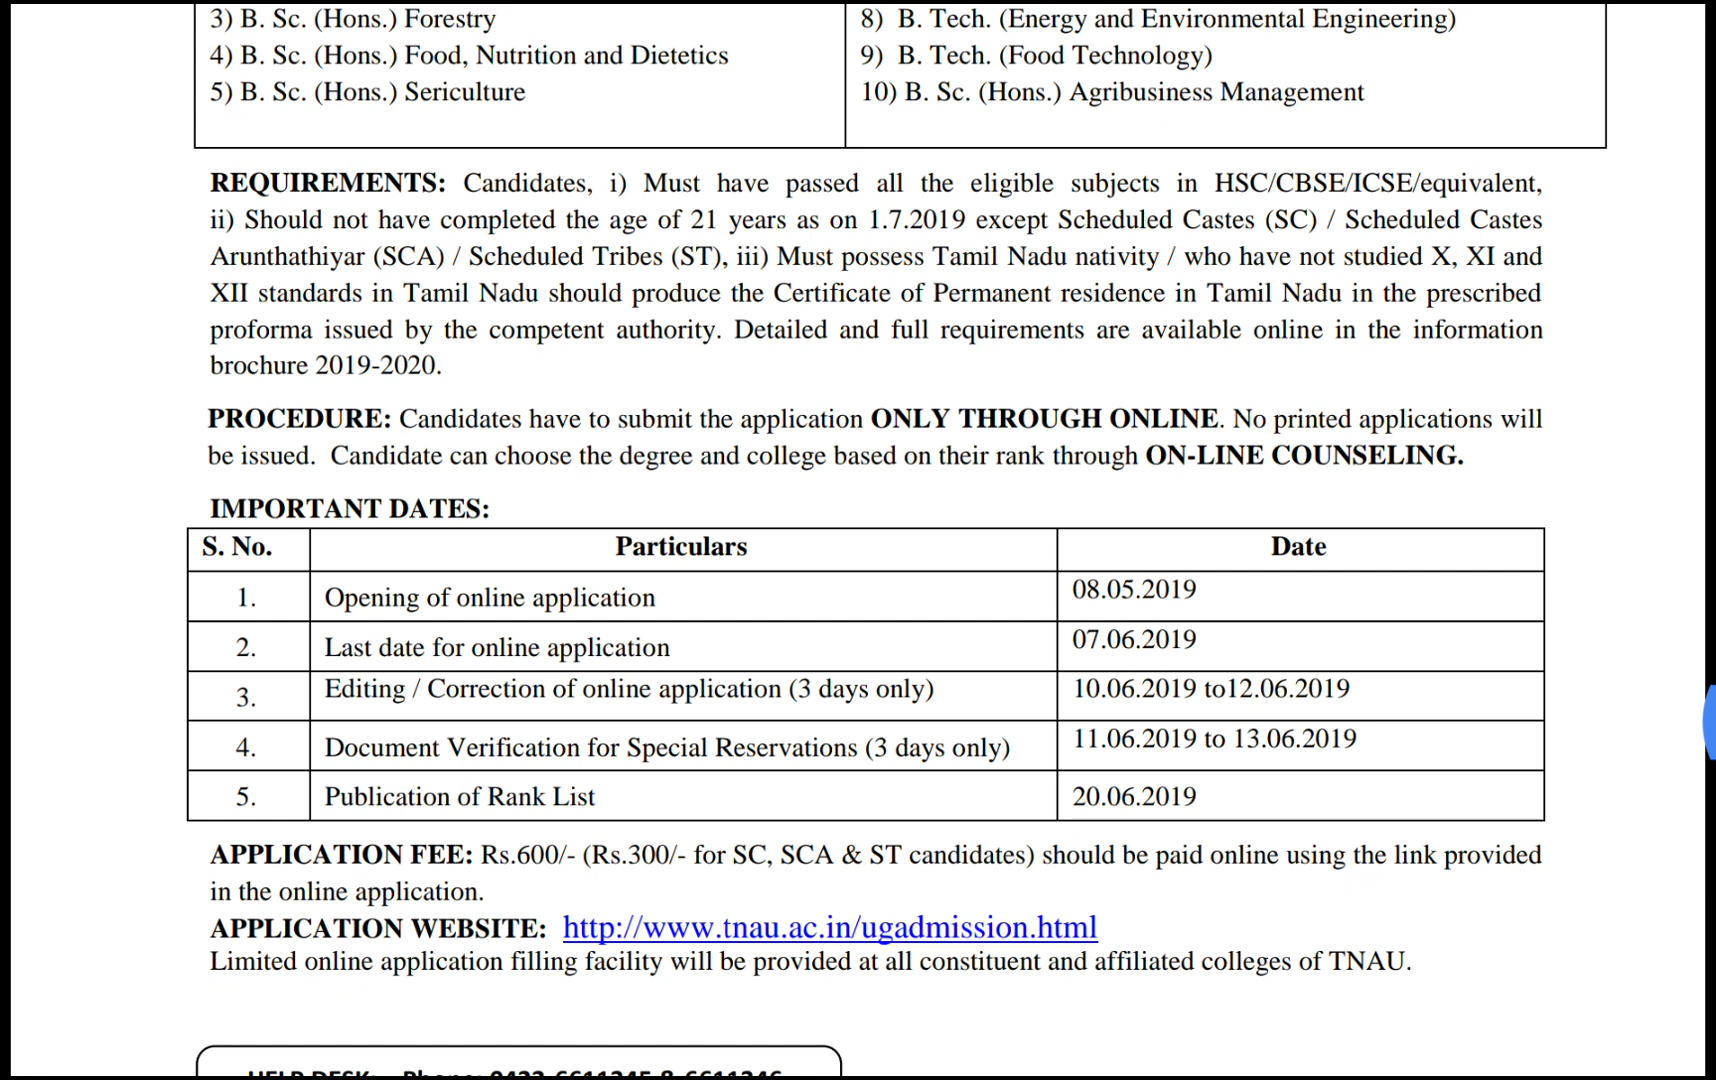 3) B. Sc. (Hons.) Forestry
4) B. Sc. (Hons.) Food, Nutrition and Dietetics
5) B. Sc. (Hons.) Sericulture
8) B. Tech. (Energy and Environmental Engineering)
9) B. Tech. (Food Technology)
10) B. Sc. (Hons.) Agribusiness Management
REQUIREMENTS: Candidates, i) Must have passed all the eligible subjects in HSC/CBSE/ICSE/equivalent,
ii) Should not have completed the age of 21 years as on 1.7.2019 except Scheduled Castes (SC) / Scheduled Castes
Arunthathiyar (SCA) / Scheduled Tribes (ST), iii) Must possess Tamil Nadu nativity / who have not studied X, XI and
XII standards in Tamil Nadu should produce the Certificate of Permanent residence in Tamil Nadu in the prescribed
proforma issued by the competent authority. Detailed and full requirements are available online in the information
brochure 2019-2020.
PROCEDURE: Candidates have to submit the application ONLY THROUGH ONLINE. No printed applications will
be issued. Candidate can choose the degree and college based on their rank through ON-LINE COUNSELING.
IMPORTANT DATES:
S. No. Particulars Date
1. Opening of online application 08.05.2019
2. Last date for online application 07.06.2019
3. Editing / Correction of online application (3 days only) 10.06.2019 to12.06.2019
4. Document Verification for Special Reservations (3 days only) 11.06.2019 to 13.06.2019
5. Publication of Rank List 20.06.2019
APPLICATION FEE: Rs.600/- (Rs.300/- for SC, SCA & ST candidates) should be paid online using the link provided
in the online application.
APPLICATION WEBSITE: http://www.tnau.ac.in/ugadmission.html
Limited online application filling facility will be provided at all constituent and affiliated colleges of TNAU.
HELP DESK: Phone: 0422-6611345 & 6611346